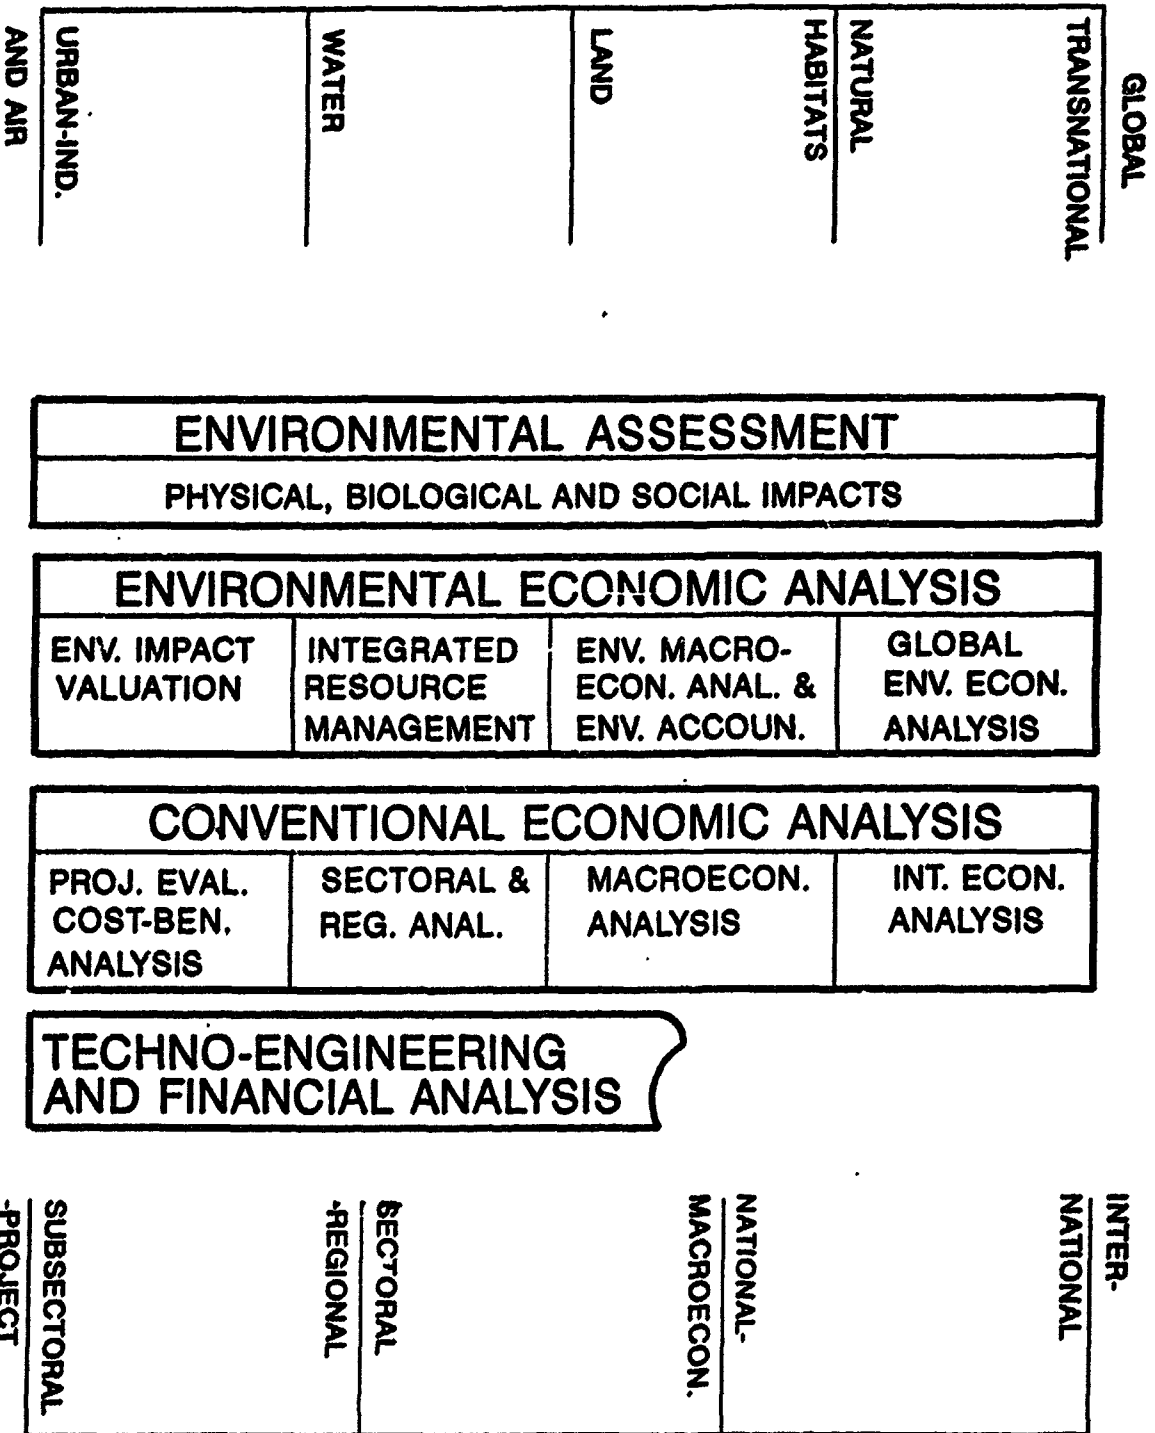 URBAN-IND.
AND AIR
WATER
LAND
NATURAL
HABITATS
GLOBAL
TRANSNATIONAL
ENVIRONMENTAL ASSESSMENT
PHYSICAL, BIOLOGICAL AND SOCIAL IMPACTS
ENVIRONMENTAL ECONOMIC ANALYSIS
ENV. IMPACT
VALUATION
INTEGRATED
RESOURCE
MANAGEMENT
ENV. MACRO-
ECON. ANAL. &
ENV. ACCOUN.
GLOBAL
ENV. ECON.
ANALYSIS
CONVENTIONAL ECONOMIC ANALYSIS
PROJ. EVAL.
COST-BEN.
ANALYSIS
SECTORAL &
REG. ANAL.
MACROECON.
ANALYSIS
INT. ECON.
ANALYSIS
TECHNO-ENGINEERING
AND FINANCIAL ANALYSIS
SUBSECTORAL
-PROJECT
SECTORAL
-REGIONAL
NATIONAL-
MACROECON.
INTER-
NATIONAL